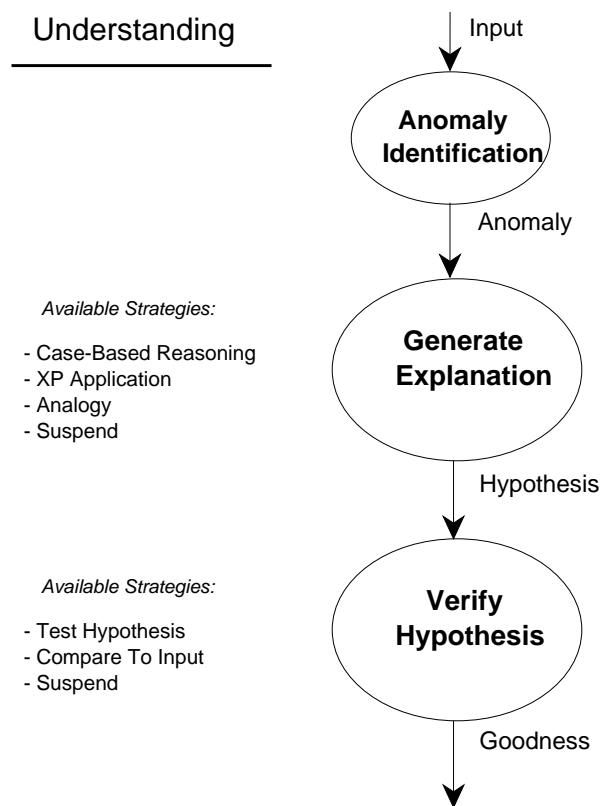 Understanding
Input
Anomaly
Identification
Anomaly
Available Strategies:
- Case-Based Reasoning
- XP Application
- Analogy
- Suspend
Generate
Explanation
Hypothesis
Available Strategies:
- Test Hypothesis
- Compare To Input
- Suspend
Verify
Hypothesis
Goodness